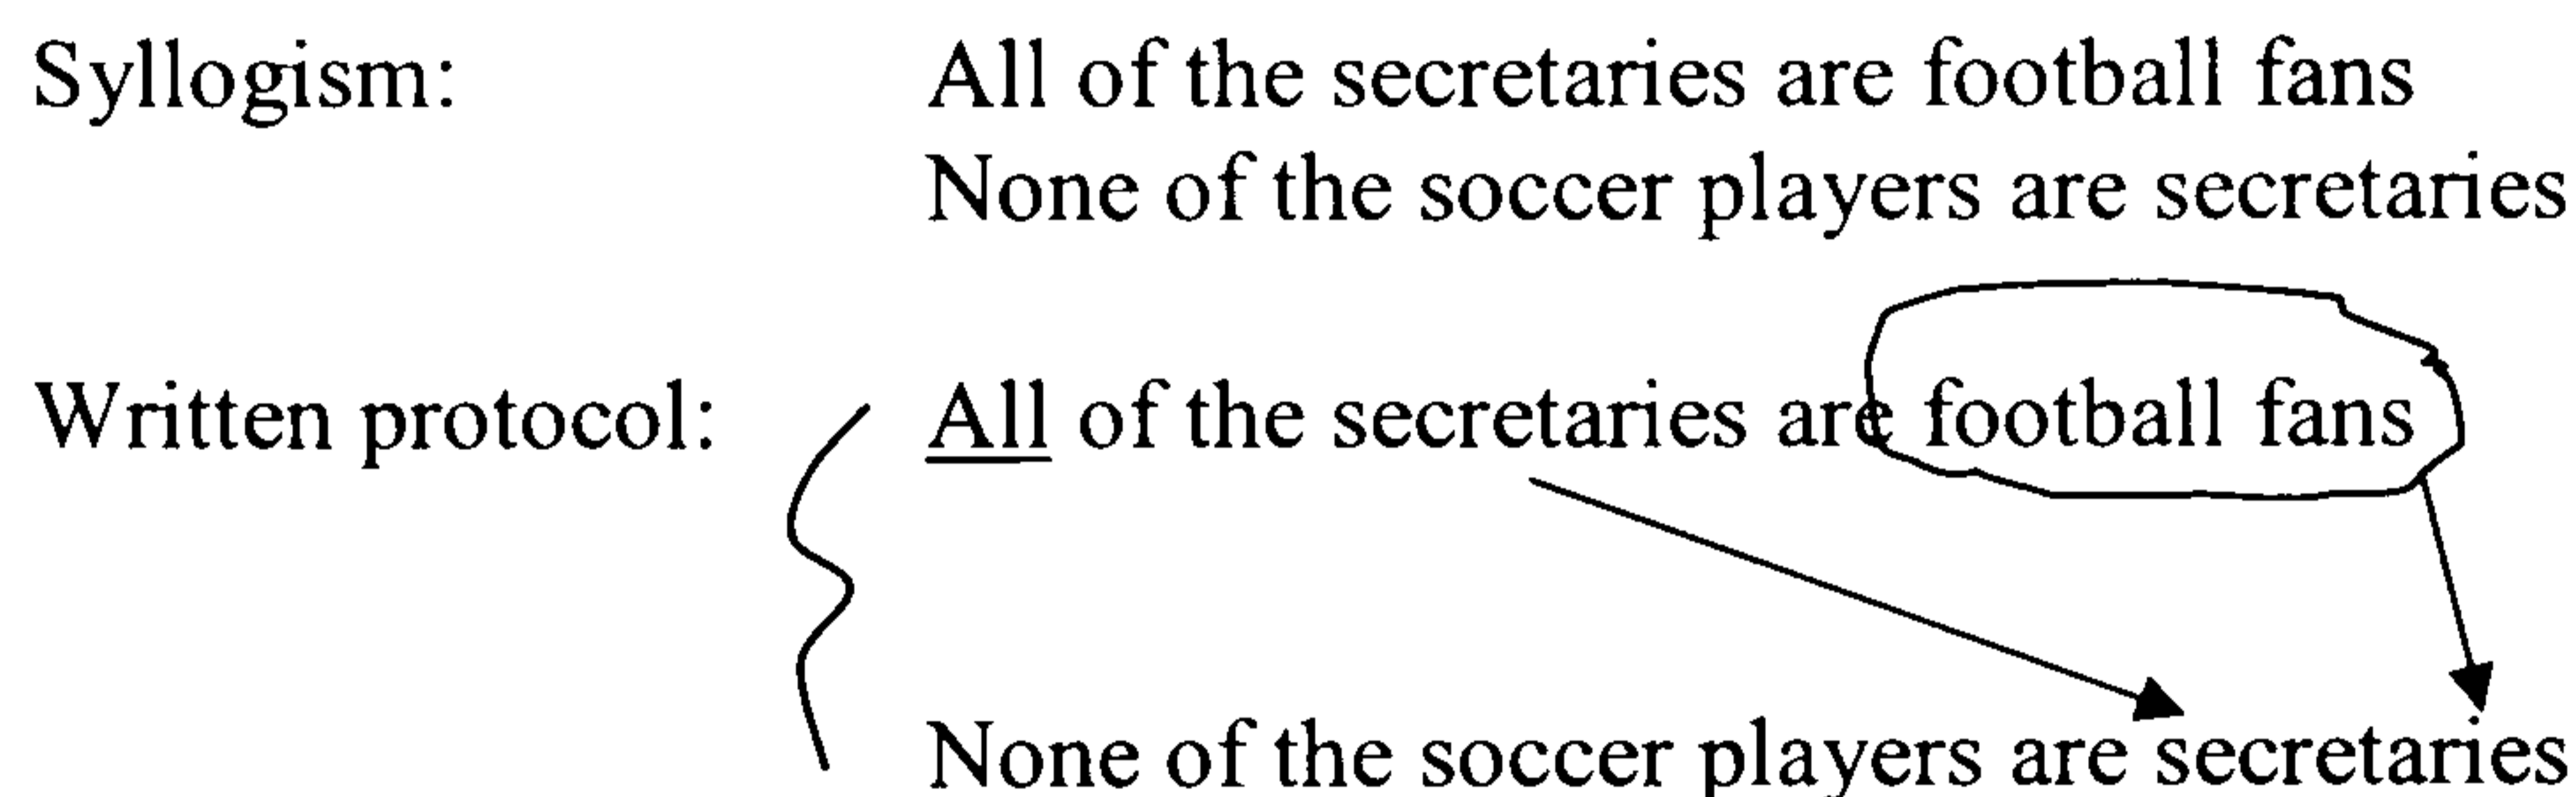 Syllogism: All of the secretaries are football fans
None of the soccer players are secretaries
Written protocol: All of the secretaries are football fans
None of the soccer players are secretaries